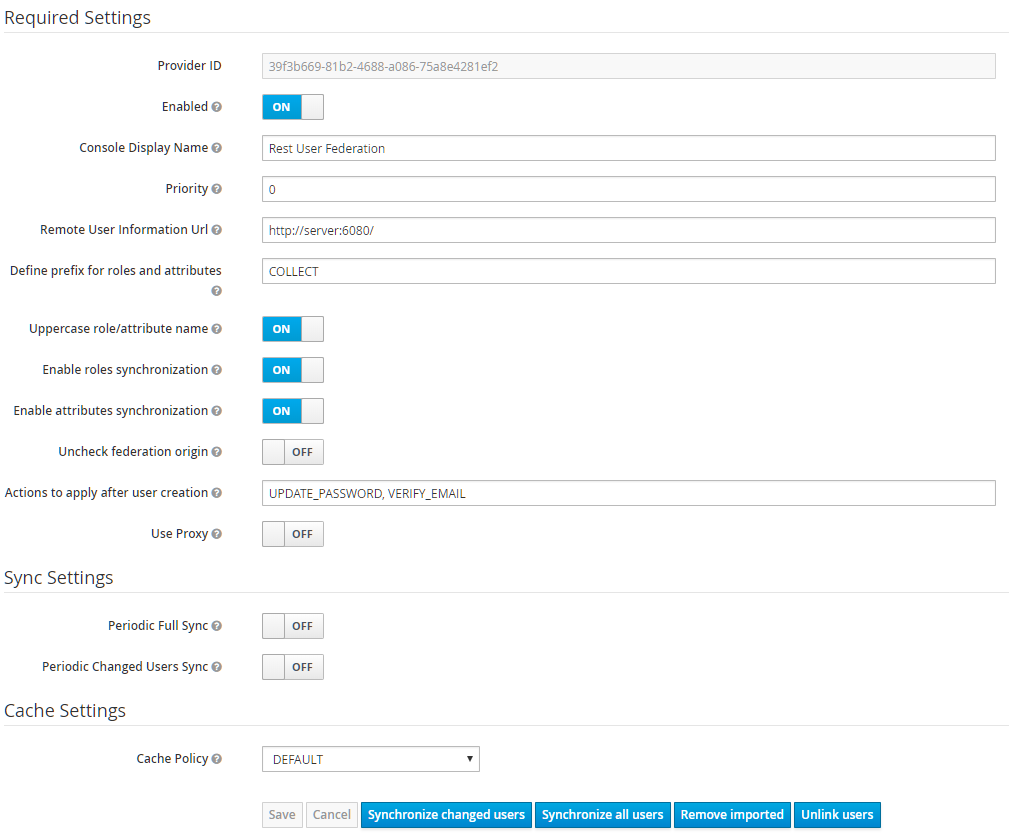 Required Settings
Provider ID 39f3b669-81b2-4688-a086-75a8e4281ef2
Enabled ON
Console Display Name Rest User Federation
Priority 0
Remote User Information Url http://server:6080/
Define prefix for roles and attributes COLLECT
Uppercase role/attribute name ON
Enable roles synchronization ON
Enable attributes synchronization ON
Uncheck federation origin OFF
Actions to apply after user creation UPDATE_PASSWORD, VERIFY_EMAIL
Use Proxy OFF
Sync Settings
Periodic Full Sync OFF
Periodic Changed Users Sync OFF
Cache Settings
Cache Policy DEFAULT
Save Cancel Synchronize changed users Synchronize all users Remove imported Unlink users